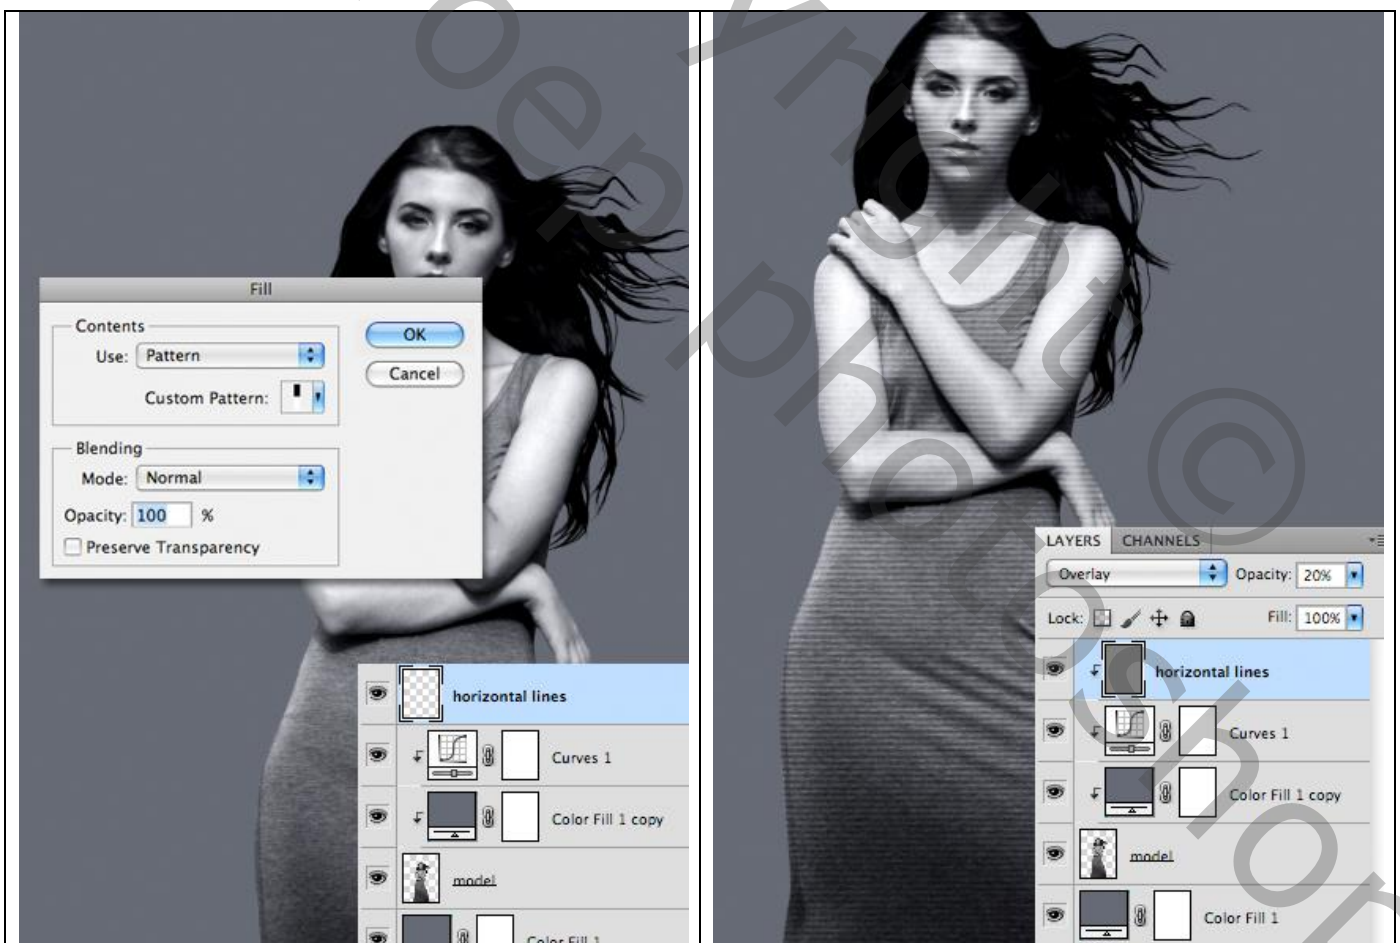 Fill
Contents
Use: Pattern
Custom Pattern:
OK
Cancel
Blending
Mode: Normal
Opacity: 100 %
Preserve Transparency
horizontal lines
Curves 1
Color Fill 1 copy
model
Color Fill 1
LAYERS CHANNELS
Overlay Opacity: 20%
Lock: Fill: 100%
horizontal lines
Curves 1
Color Fill 1 copy
model
Color Fill 1